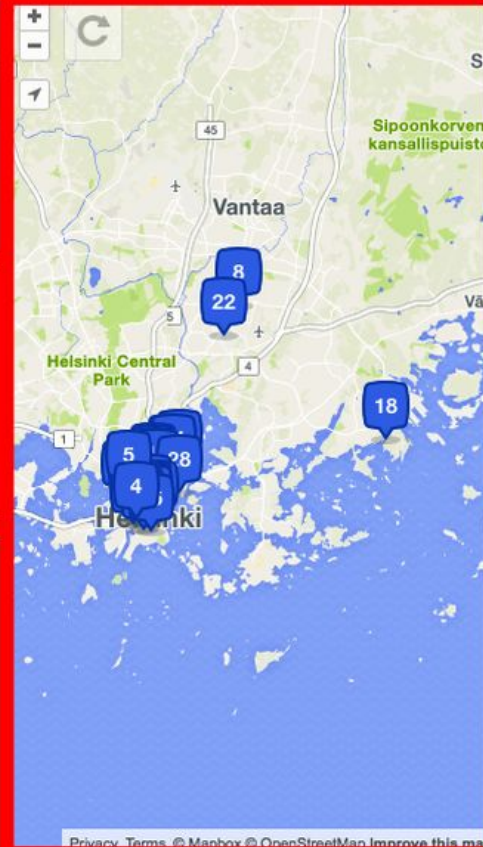 +
−
45
Sipoonkorven
kansallispuisto
Vantaa
8
22
5
4
Helsinki Central
Park
18
1
5
28
4
Helsinki
Privacy Terms © Mapbox © OpenStreetMap Improve this map